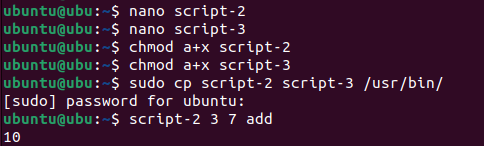 ubuntu@ubu:~$ nano script-2
ubuntu@ubu:~$ nano script-3
ubuntu@ubu:~$ chmod a+x script-2
ubuntu@ubu:~$ chmod a+x script-3
ubuntu@ubu:~$ sudo cp script-2 script-3 /usr/bin/
[sudo] password for ubuntu:
ubuntu@ubu:~$ script-2 3 7 add
10